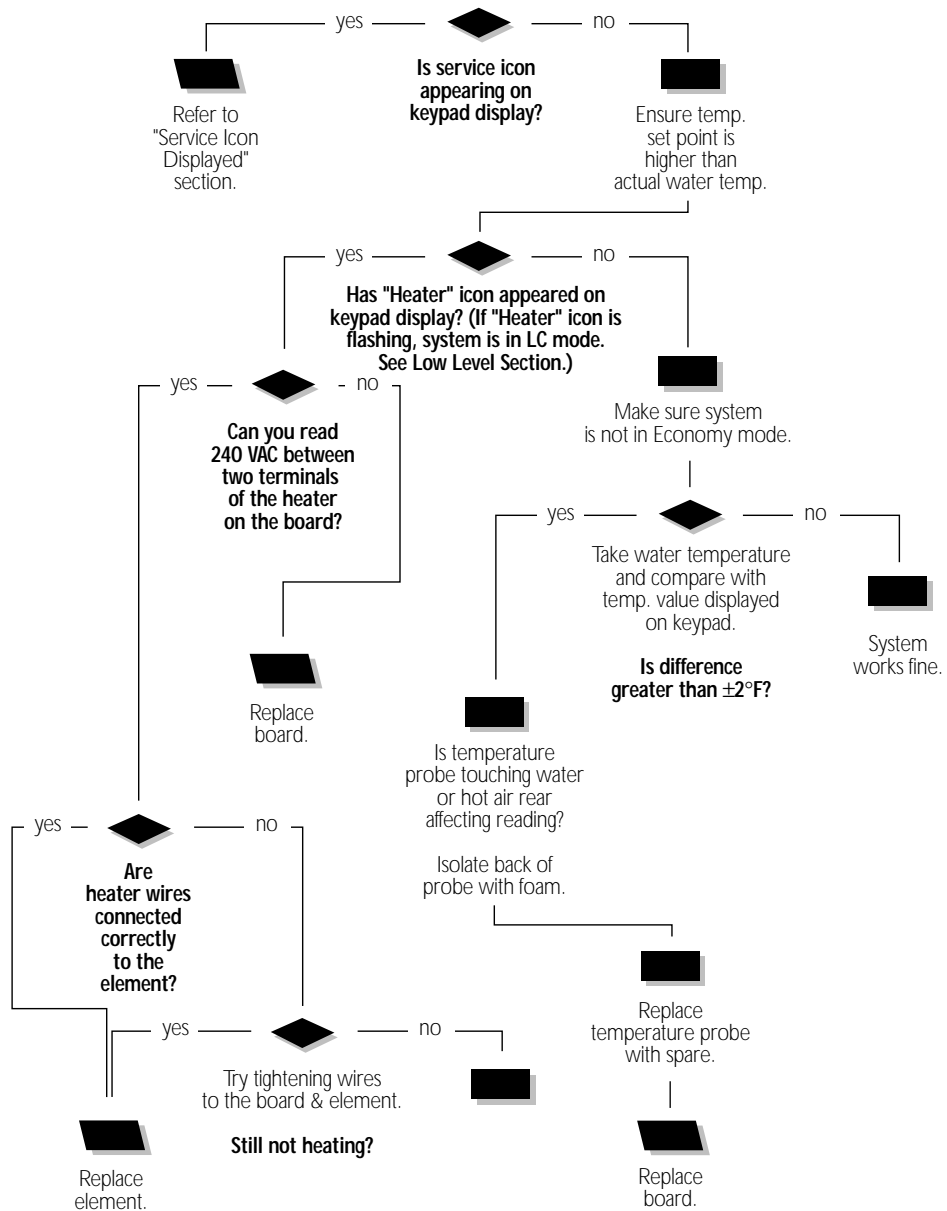 yes
no
Is service icon
appearing on
keypad display?
Refer to
"Service Icon
Displayed"
section.
Ensure temp.
set point is
higher than
actual water temp.
yes
no
Has "Heater" icon appeared on
keypad display? (If "Heater" icon is
flashing, system is in LC mode.
See Low Level Section.)
yes
no
Can you read
240 VAC between
two terminals
of the heater
on the board?
Make sure system
is not in Economy mode.
yes
no
Take water temperature
and compare with
temp. value displayed
on keypad.
Is difference
greater than ±2°F?
System
works fine.
Replace
board.
Is temperature
probe touching water
or hot air rear
affecting reading?
Isolate back of
probe with foam.
yes
no
Are
heater wires
connected
correctly
to the
element?
Replace
temperature probe
with spare.
yes
no
Try tightening wires
to the board & element.
Still not heating?
Replace
element.
Replace
board.